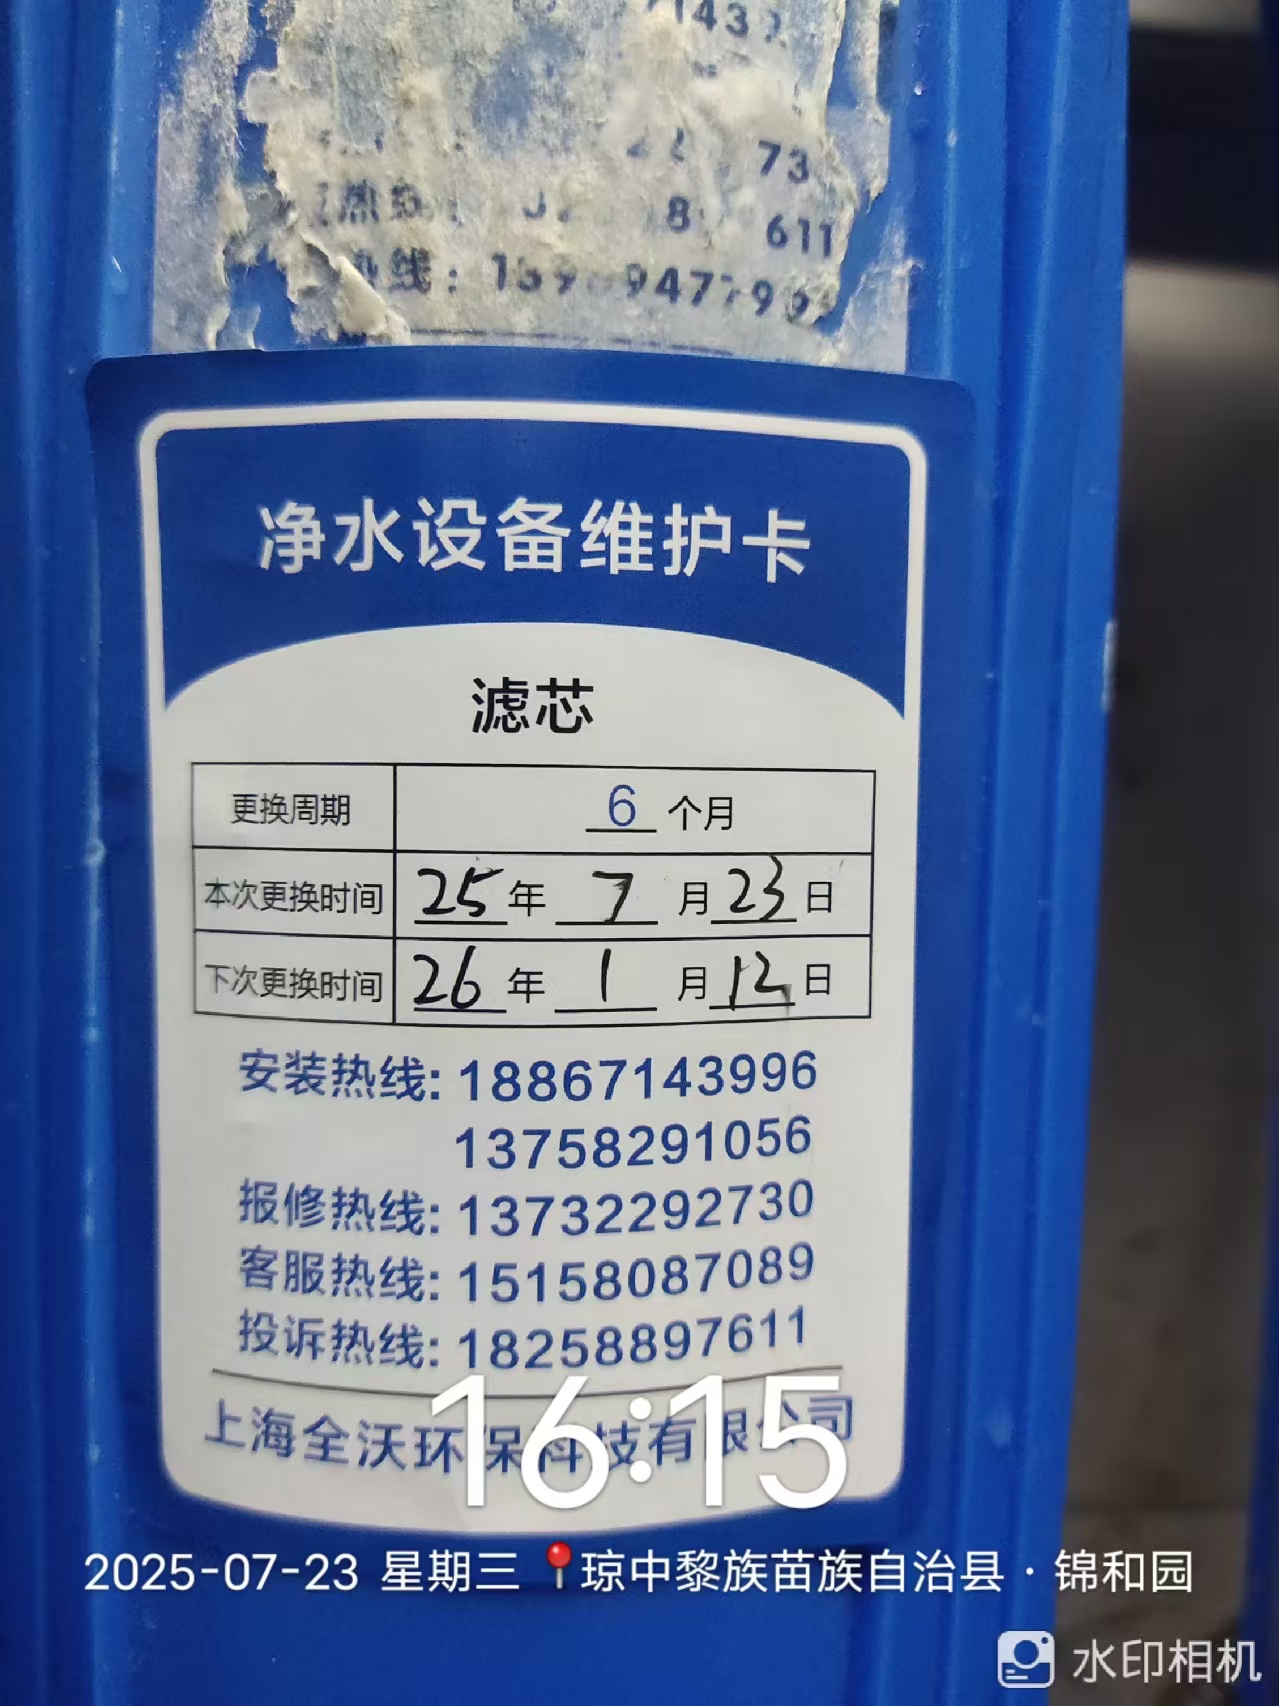 73
611
热线:
净水设备维护卡
滤芯
更换周期 6 个月
本次更换时间 25 年 7 月 23 日
下次更换时间 26 年 1 月 12 日
安装热线: 18867143996
13758291056
报修热线: 13732292730
客服热线: 15158087089
投诉热线: 18258897611
上海全沃环保科技有限公司
16:15
2025-07-23 星期三 琼中黎族苗族自治县·锦和园
水印相机